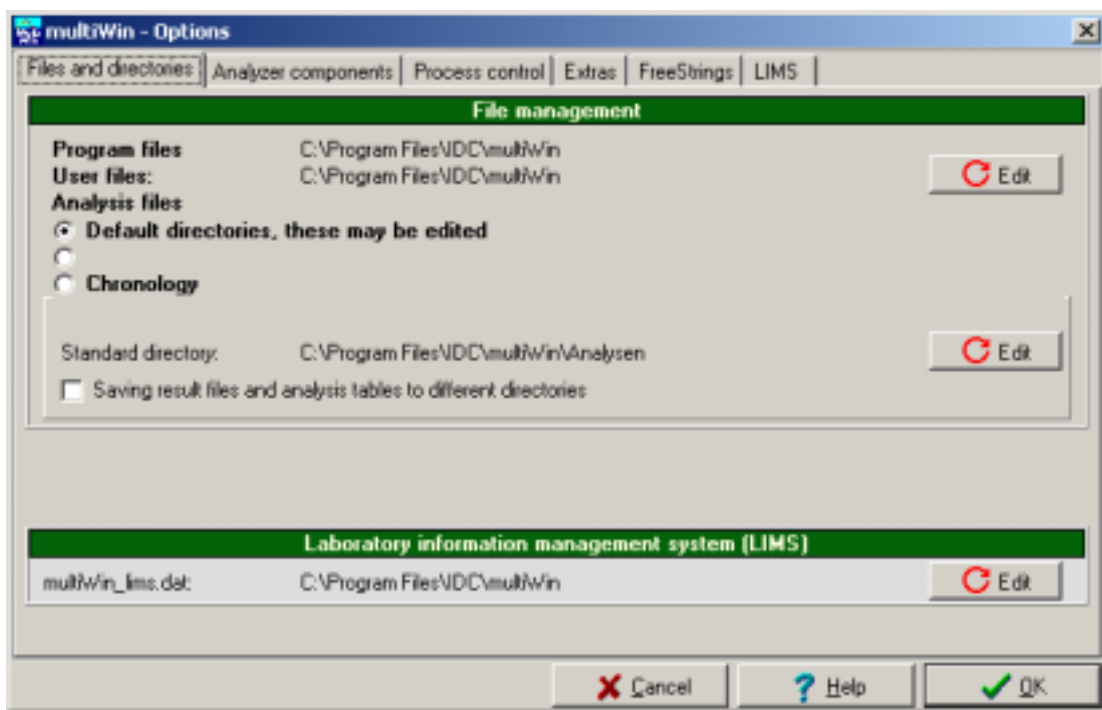 multiWin - Options
Files and directories Analyzer components Process control Extras FreeStrings LIMS
File management
Program files C:\Program Files\IDC\multiWin
User files: C:\Program Files\IDC\multiWin
Edit
Analysis files
Default directories, these may be edited
Chronology
Standard directory: C:\Program Files\IDC\multiWin\Analysen Edit
Saving result files and analysis tables to different directories
Laboratory information management system (LIMS)
multiWin_lims.dat: C:\Program Files\IDC\multiWin Edit
Cancel Help OK